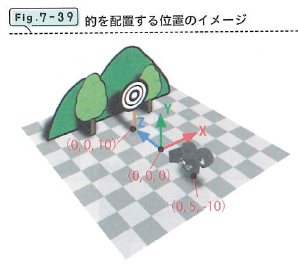 Fig.7-39 的を配置する位置のイメージ
Y
Z
X
(0, 0, 10)
(0, 0, 0)
(0, 5, -10)